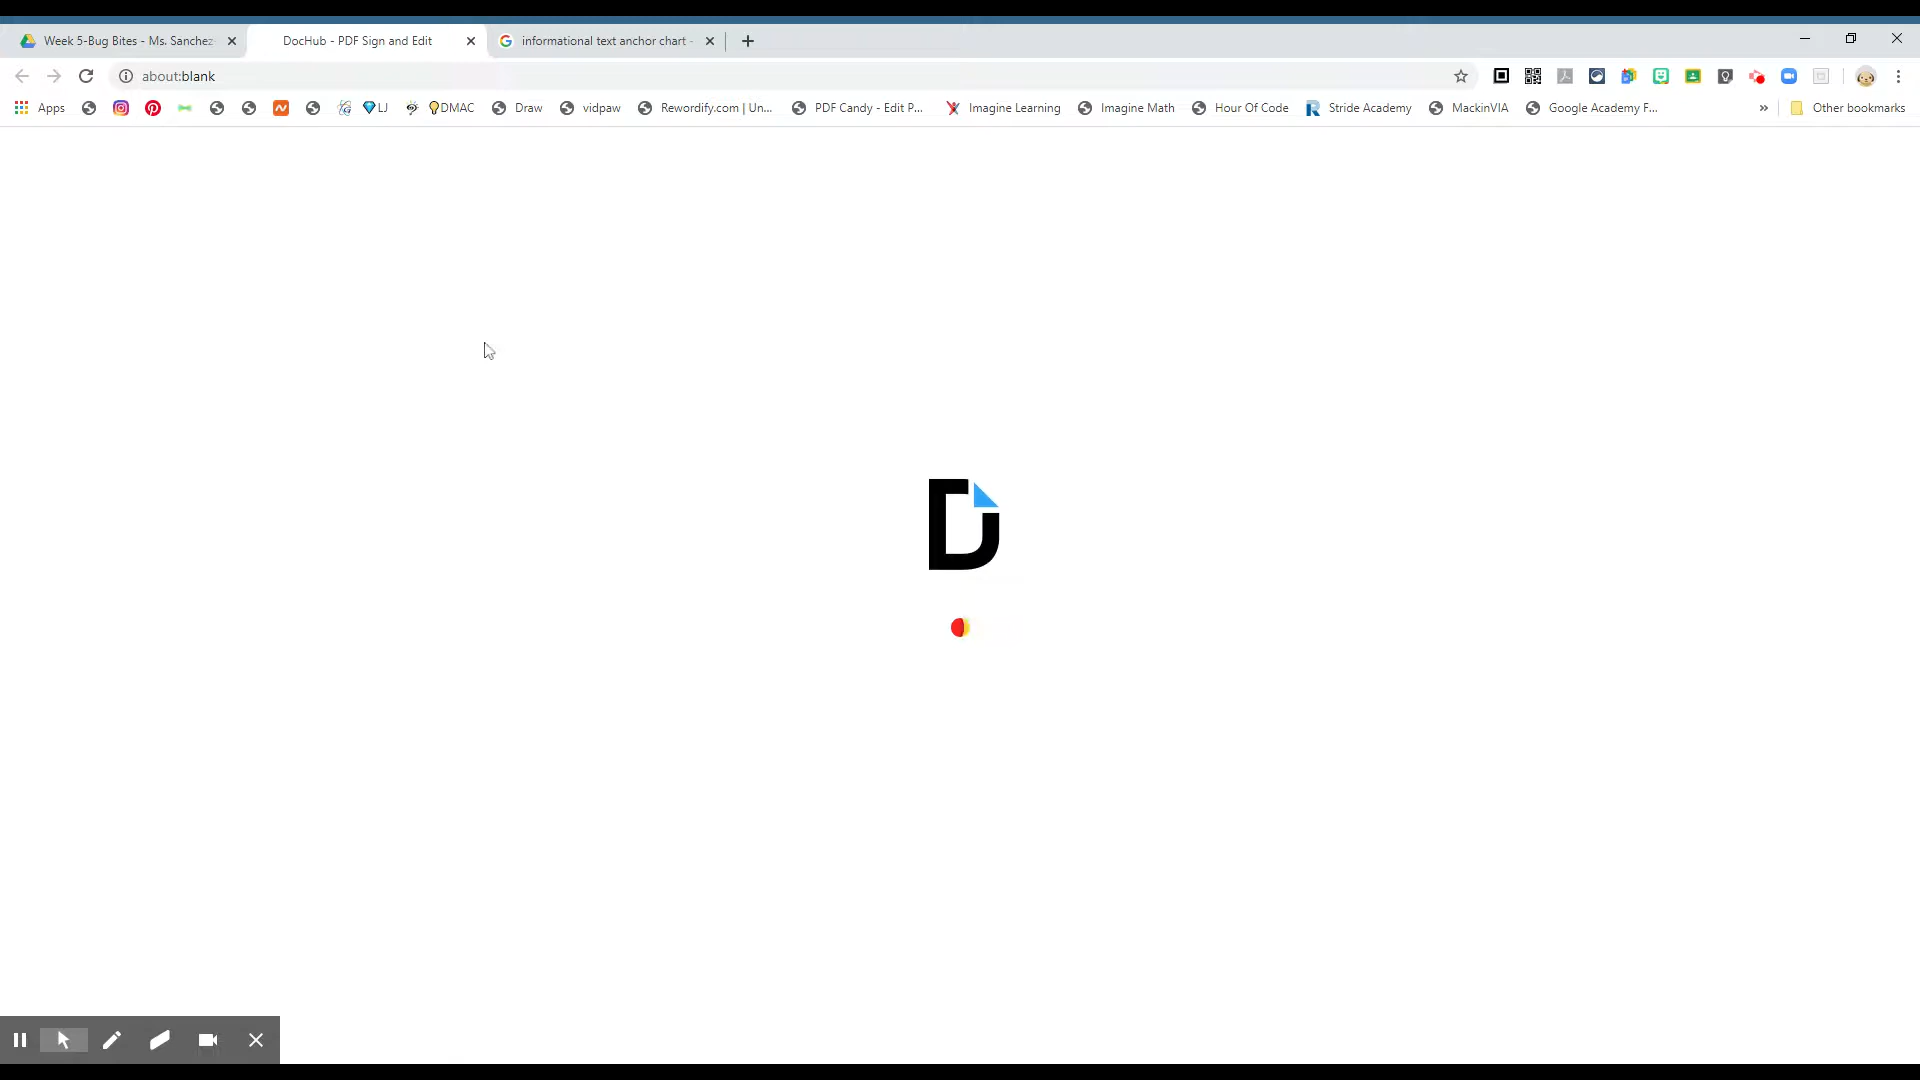 Week 5-Bug Bites - Ms. Sanchez
DocHub - PDF Sign and Edit
informational text anchor chart -
about:blank
Apps
LJ
DMAC
Draw
vidpaw
Rewordify.com | Un...
PDF Candy - Edit P...
Imagine Learning
Imagine Math
Hour Of Code
Stride Academy
MackinVIA
Google Academy F...
»
Other bookmarks